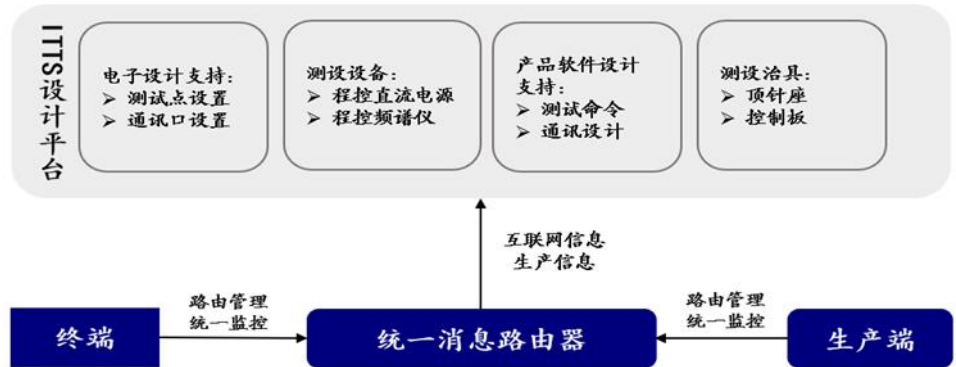 ITTS设计平台
电子设计支持:
➢ 测试点设置
➢ 通讯口设置
测设设备:
➢ 程控直流电源
➢ 程控频谱仪
产品软件设计
支持:
➢ 测试命令
➢ 通讯设计
测设治具:
➢ 顶针座
➢ 控制板
互联网信息
生产信息
路由管理
统一监控
路由管理
统一监控
终端
统一消息路由器
生产端